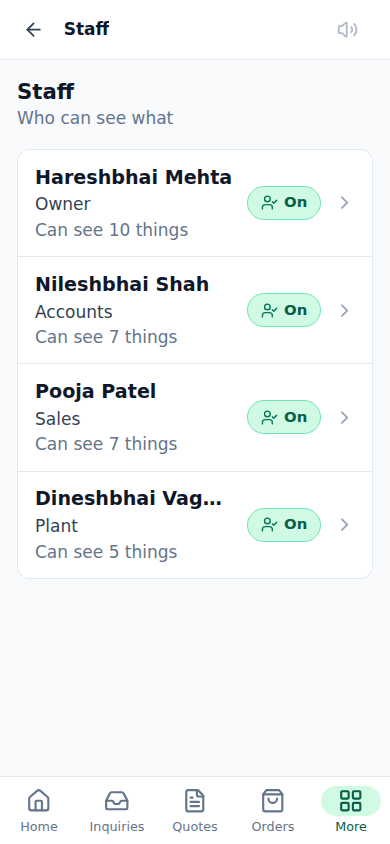 Staff
Staff
Who can see what
Hareshbhai Mehta
Owner
Can see 10 things
On
Nileshbhai Shah
Accounts
Can see 7 things
On
Pooja Patel
Sales
Can see 7 things
On
Dineshbhai Vag...
Plant
Can see 5 things
On
Home
Inquiries
Quotes
Orders
More